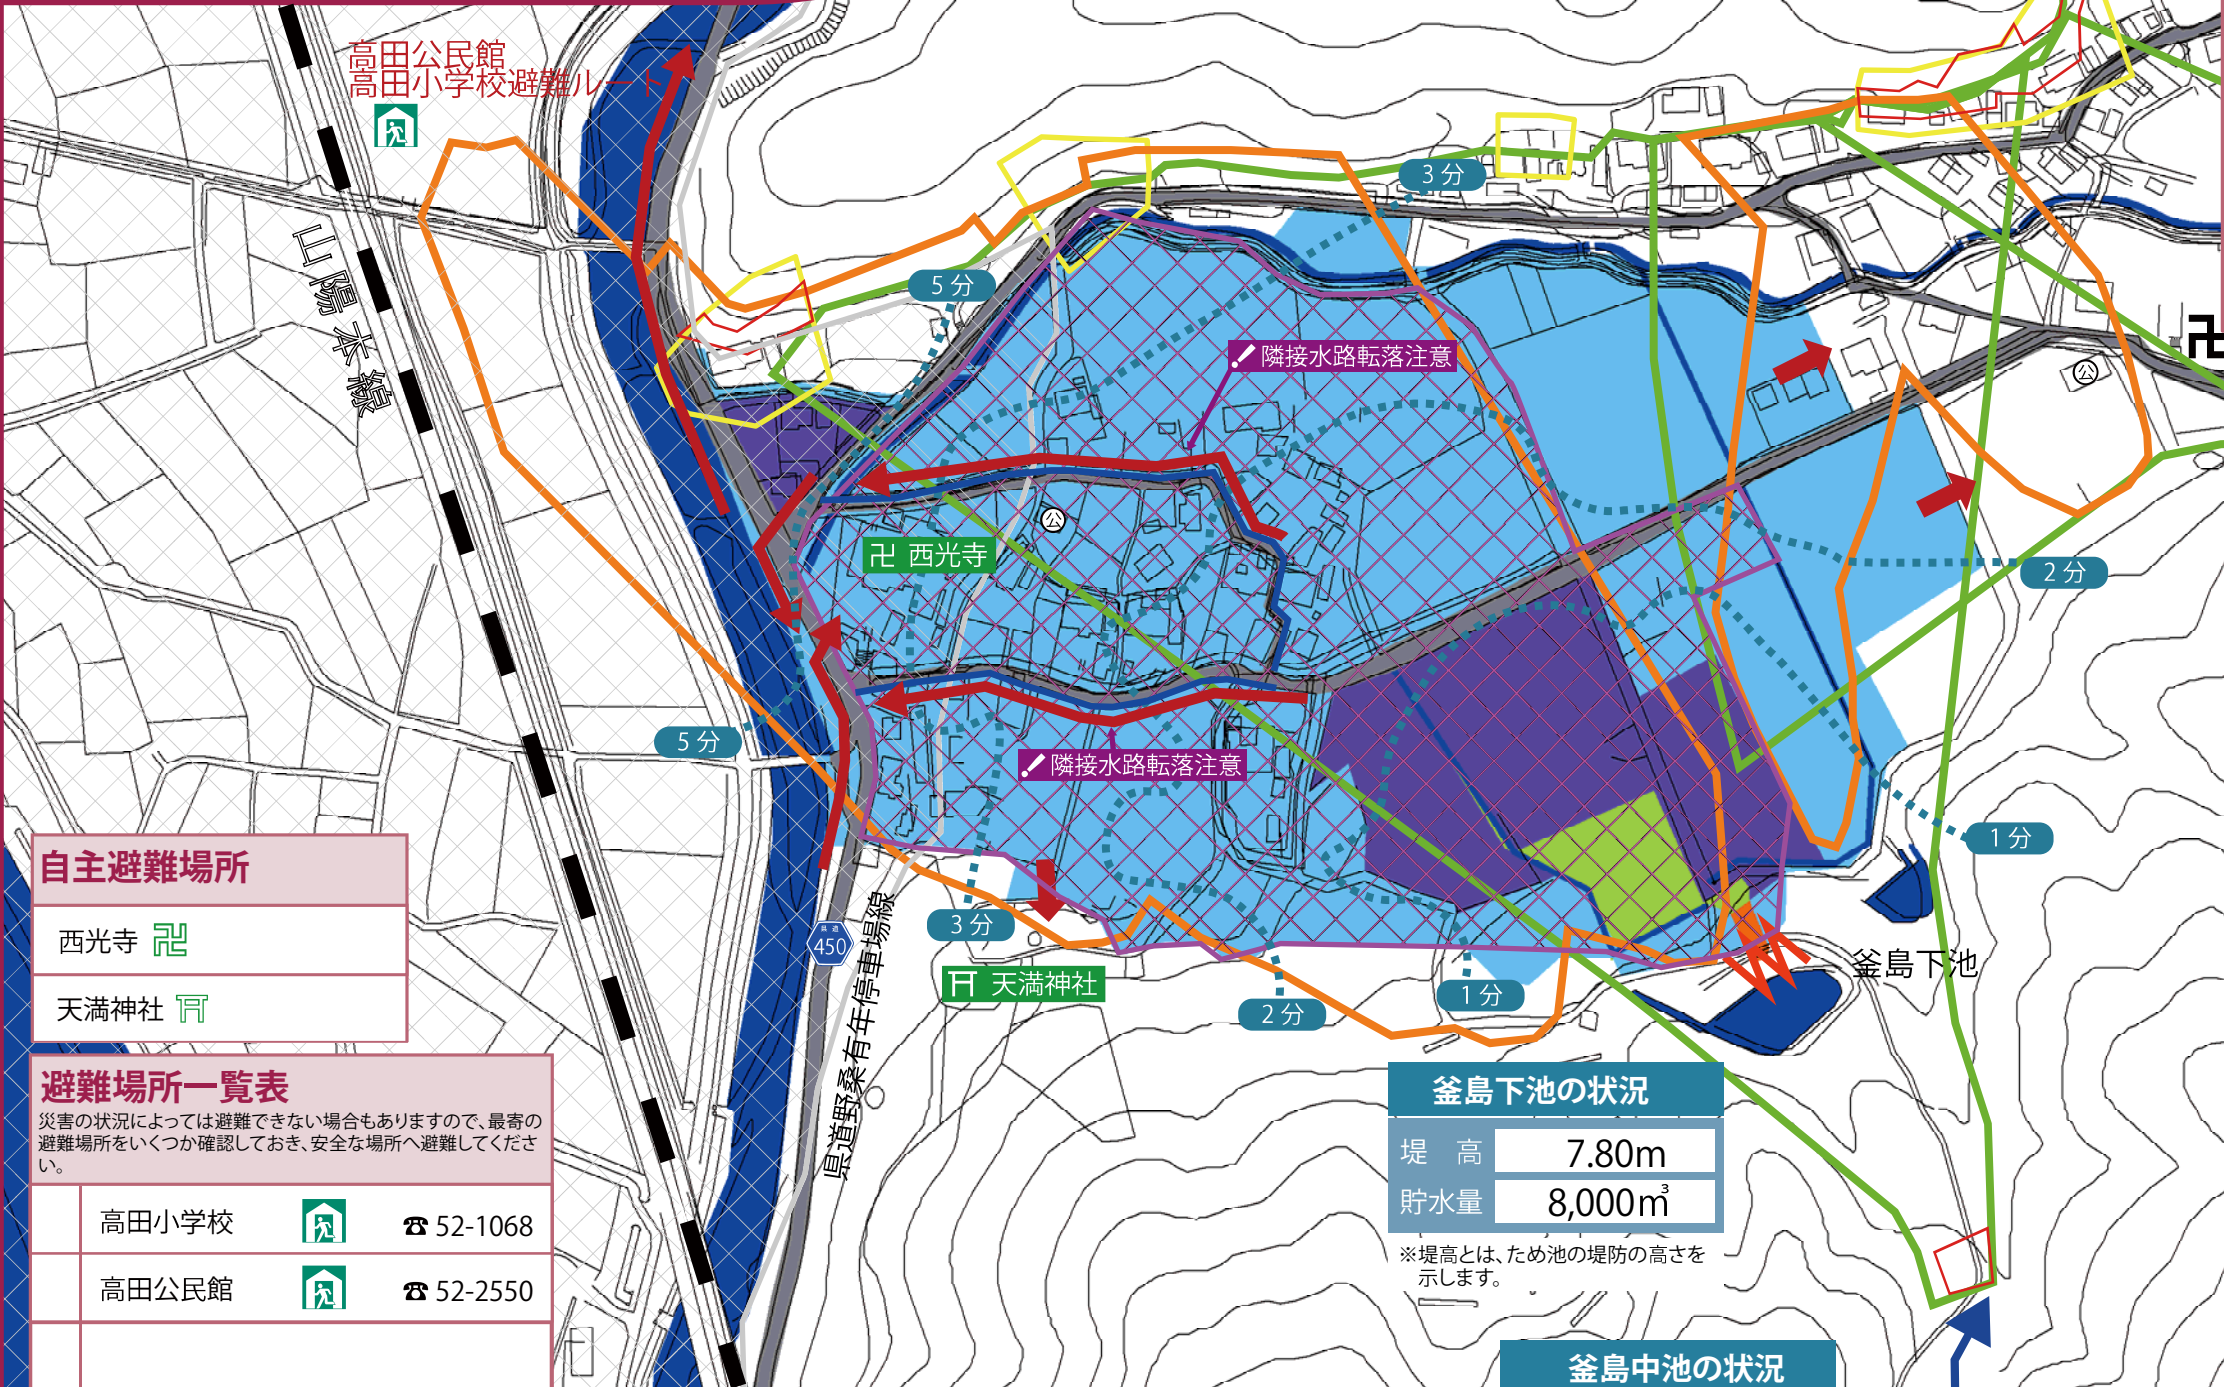 高田公民館
高田小学校避難ルート
山陽本線
3分
5分
隣接水路転落注意
公
公
卍 西光寺
2分
5分
隣接水路転落注意
1分
3分
天満神社
2分
1分
県道
450
県道野桑有年停車場線
釜島下池
自主避難場所
西光寺 卍
天満神社
避難場所一覧表
災害の状況によっては避難できない場合もありますので、最寄の
避難場所をいくつか確認しておき、安全な場所へ避難してくださ
い。
高田小学校 ☎ 52-1068
高田公民館 ☎ 52-2550
釜島下池の状況
堤 高 7.80m
貯水量 8,000㎥
※堤高とは、ため池の堤防の高さを
示します。
釜島中池の状況